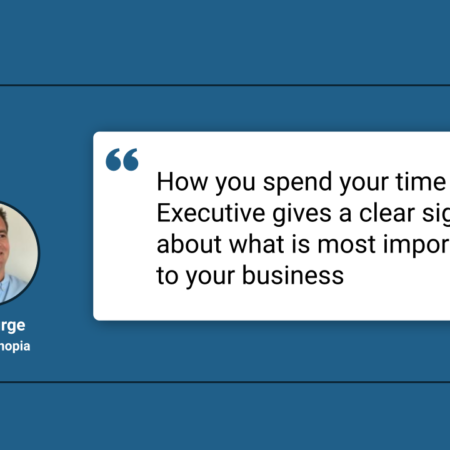 “
How you spend your time
Executive gives a clear sig
about what is most impor
to your business
rge
nopia